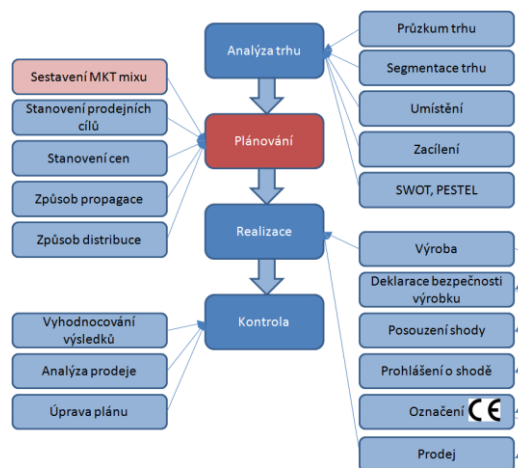 Analýza trhu
Plánování
Realizace
Kontrola
Průzkum trhu
Segmentace trhu
Umístění
Zacílení
SWOT, PESTEL
Sestavení MKT mixu
Stanovení prodejních
cílů
Stanovení cen
Způsob propagace
Způsob distribuce
Výroba
Deklarace bezpečnosti
výrobku
Posouzení shody
Prohlášení o shodě
Označení CE
Prodej
Vyhodnocování
výsledků
Analýza prodeje
Úprava plánu